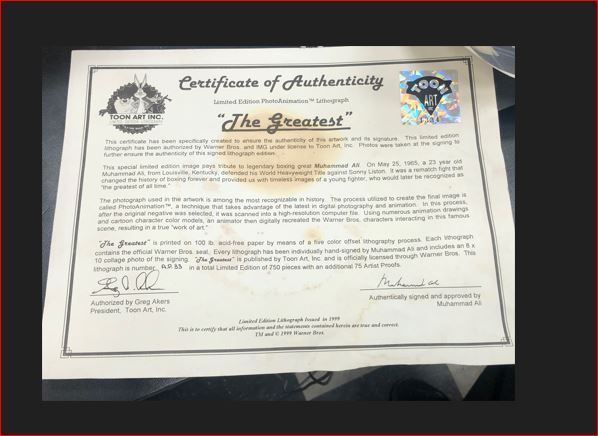 Certificate of Authenticity
TOON ART INC.
Limited Edition PhotoAnimation™ Lithograph
TOON
ART
"The Greatest"
This certificate has been specifically created to ensure the authenticity of this artwork and its signature. This limited edition
lithograph has been authorized by Warner Bros. and IMG under license to Toon Art, Inc. Photos were taken at the signing to
further ensure the authenticity of this signed lithograph edition.
This special limited edition image pays tribute to legendary boxing great Muhammad Ali. On May 25, 1965, a 23 year old
Muhammad Ali, from Louisville, Kentucky, defended his World Heavyweight Title against Sonny Liston. It was a rematch fight that
changed the history of boxing forever and provided us with timeless images of a young fighter, who would later be recognized as
"the greatest of all time."
The photograph used in the artwork is among the most recognizable in history. The process utilized to create the final image is
called PhotoAnimation™, a technique that takes advantage of the latest in digital photography and animation. In this process,
after the original negative was selected, it was scanned into a high-resolution computer file. Using numerous animation drawings
and cartoon character color models, an animator then digitally recreated the Warner Bros. characters interacting in this famous
scene, resulting in a true "work of art."
"The Greatest" is printed on 100 lb. acid-free paper by means of a five color offset lithography process. Each lithograph
contains the official Warner Bros. seal. Every lithograph has been individually hand-signed by Muhammad Ali and includes an 8 x
10 collage photo of the signing. "The Greatest" is published by Toon Art, Inc. and is officially licensed through Warner Bros. This
lithograph is number A.P. 33 in a total Limited Edition of 750 pieces with an additional 75 Artist Proofs.
Muhammad Ali
Authorized by Greg Akers
President, Toon Art, Inc.
Authentically signed and approved by
Muhammad Ali
Limited Edition Lithograph Issued in 1999
This is to certify that all information and the statements contained herein are true and correct.
TM and © 1999 Warner Bros.